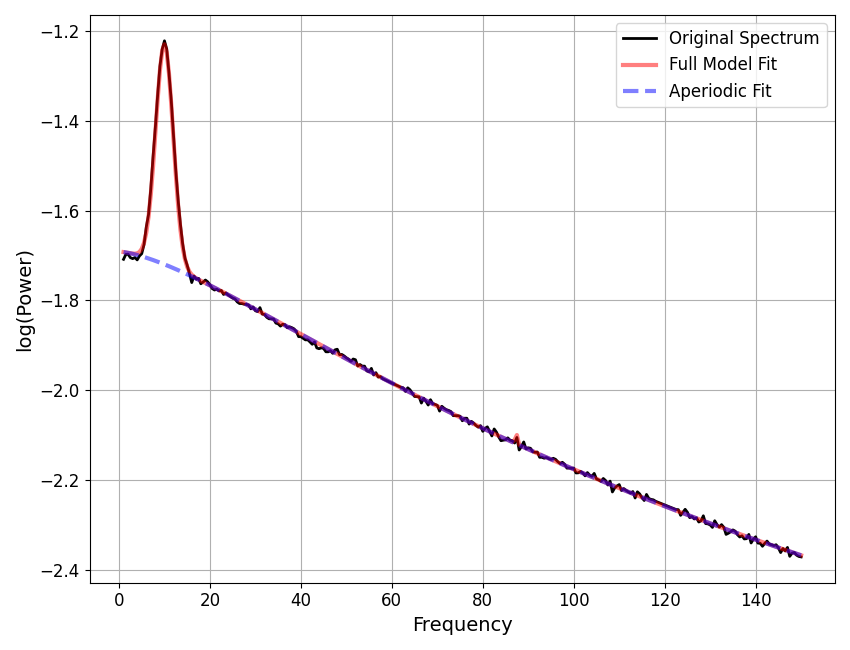 Original Spectrum
Full Model Fit
Aperiodic Fit
−1.2
−1.4
−1.6
−1.8
−2.0
−2.2
−2.4
log(Power)
0 20 40 60 80 100 120 140
Frequency